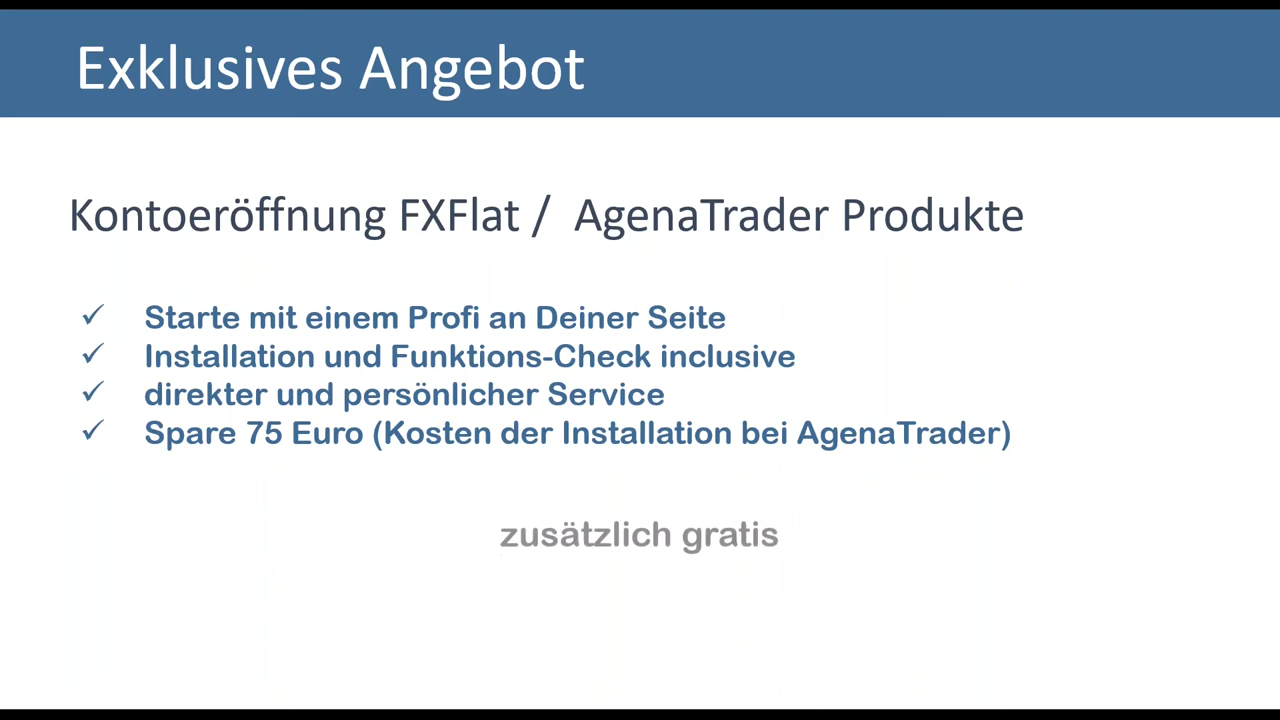 Exklusives Angebot
Kontoeröffnung FXFlat / AgenaTrader Produkte
✓ Starte mit einem Profi an Deiner Seite
✓ Installation und Funktions-Check inclusive
✓ direkter und persönlicher Service
✓ Spare 75 Euro (Kosten der Installation bei AgenaTrader)
zusätzlich gratis